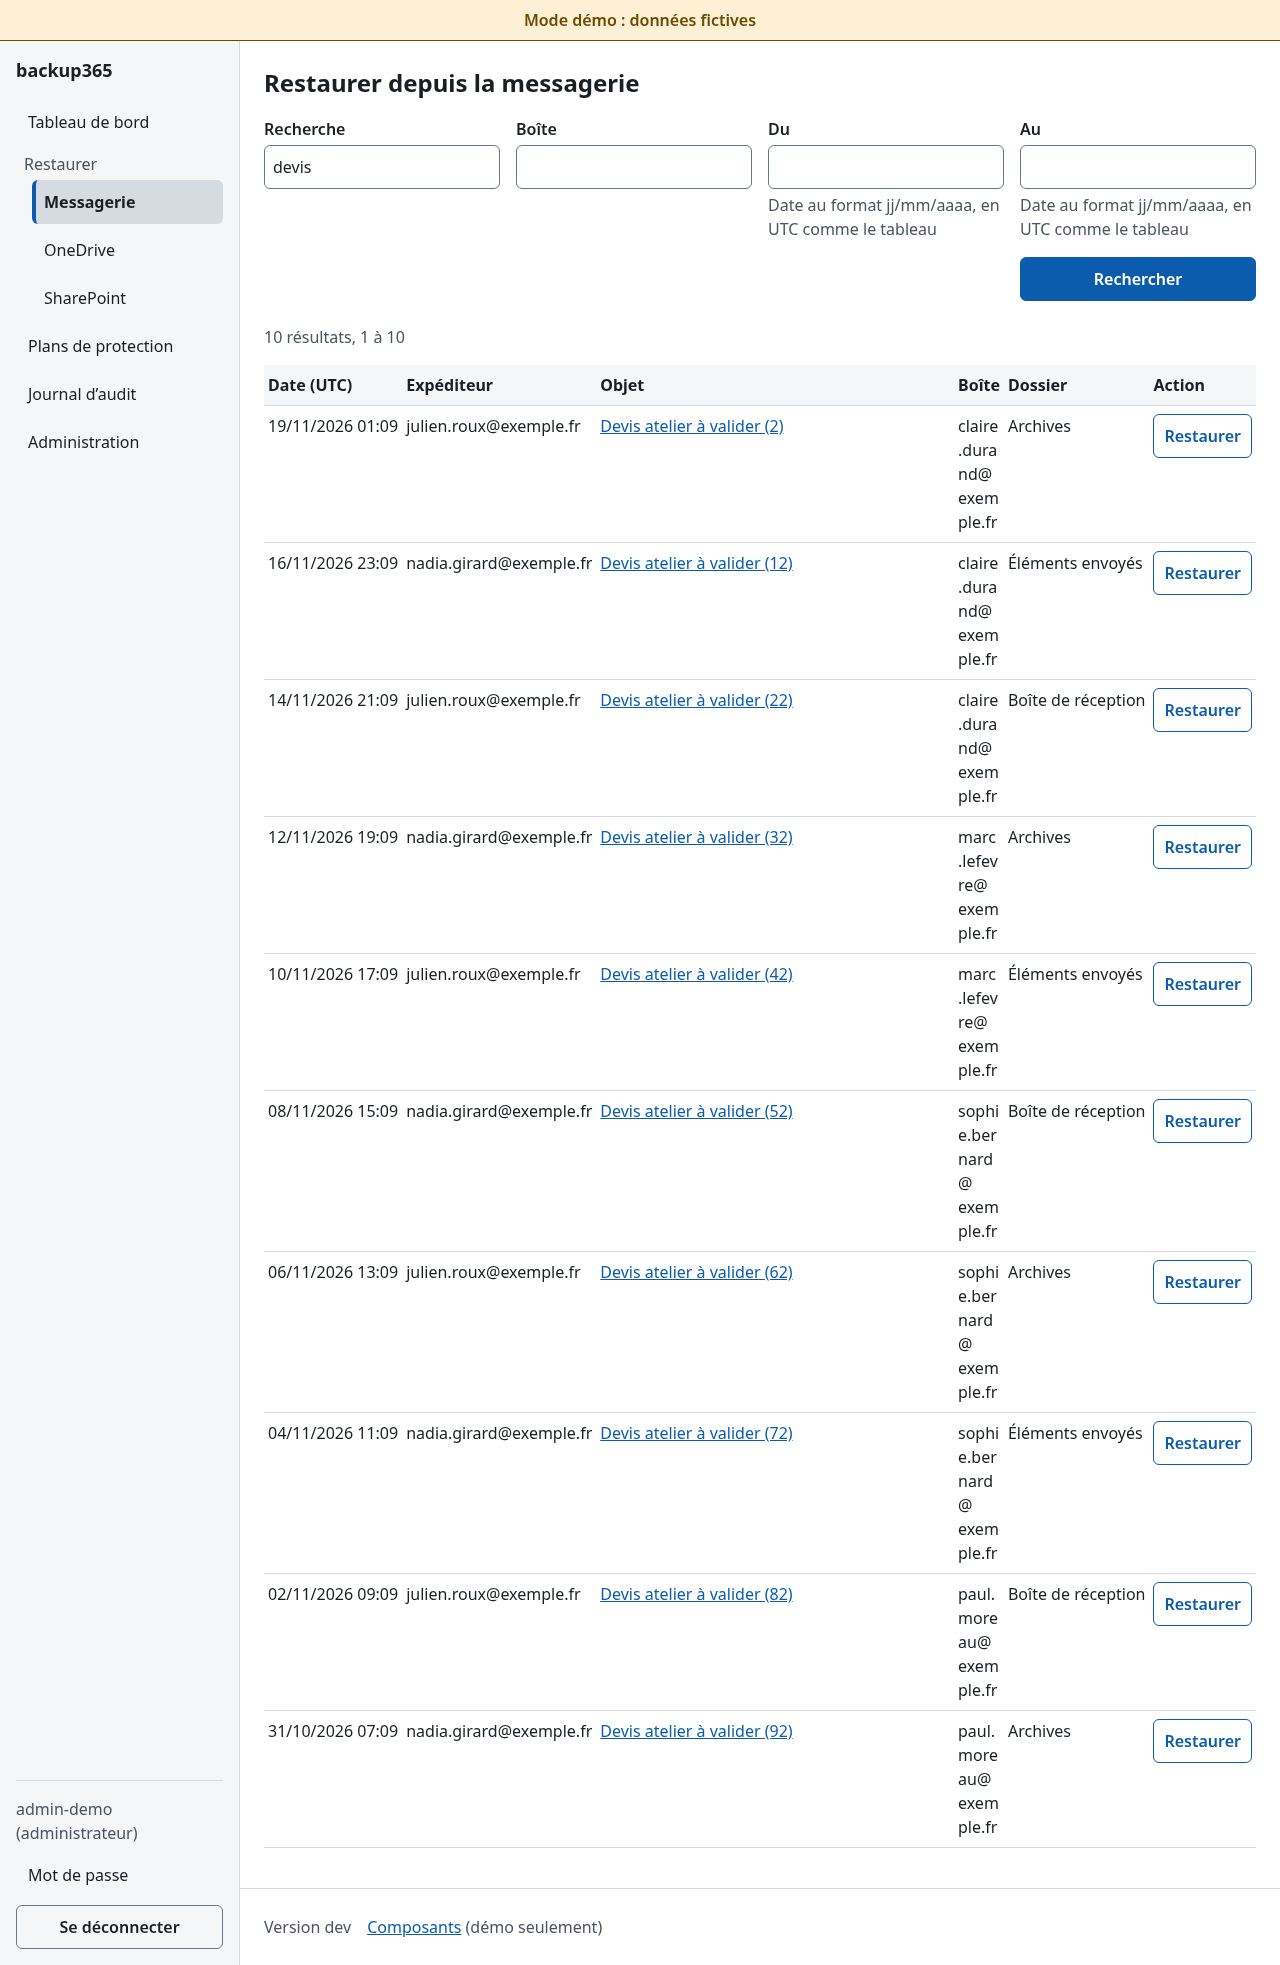 Mode démo : données fictives
backup365
Tableau de bord
Restaurer
Messagerie
OneDrive
SharePoint
Plans de protection
Journal d’audit
Administration
admin-demo
(administrateur)
Mot de passe
Se déconnecter
Restaurer depuis la messagerie
Recherche
devis
Boîte
Du
Date au format jj/mm/aaaa, en
UTC comme le tableau
Au
Date au format jj/mm/aaaa, en
UTC comme le tableau
Rechercher
10 résultats, 1 à 10
Date (UTC) Expéditeur Objet Boîte Dossier Action
19/11/2026 01:09 julien.roux@exemple.fr Devis atelier à valider (2) claire Archives Restaurer
.dura
nd@
exem
ple.fr
16/11/2026 23:09 nadia.girard@exemple.fr Devis atelier à valider (12) claire Éléments envoyés Restaurer
.dura
nd@
exem
ple.fr
14/11/2026 21:09 julien.roux@exemple.fr Devis atelier à valider (22) claire Boîte de réception Restaurer
.dura
nd@
exem
ple.fr
12/11/2026 19:09 nadia.girard@exemple.fr Devis atelier à valider (32) marc Archives Restaurer
.lefev
re@
exem
ple.fr
10/11/2026 17:09 julien.roux@exemple.fr Devis atelier à valider (42) marc Éléments envoyés Restaurer
.lefev
re@
exem
ple.fr
08/11/2026 15:09 nadia.girard@exemple.fr Devis atelier à valider (52) sophi Boîte de réception Restaurer
e.ber
nard
@
exem
ple.fr
06/11/2026 13:09 julien.roux@exemple.fr Devis atelier à valider (62) sophi Archives Restaurer
e.ber
nard
@
exem
ple.fr
04/11/2026 11:09 nadia.girard@exemple.fr Devis atelier à valider (72) sophi Éléments envoyés Restaurer
e.ber
nard
@
exem
ple.fr
02/11/2026 09:09 julien.roux@exemple.fr Devis atelier à valider (82) paul. Boîte de réception Restaurer
more
au@
exem
ple.fr
31/10/2026 07:09 nadia.girard@exemple.fr Devis atelier à valider (92) paul. Archives Restaurer
more
au@
exem
ple.fr
Version dev Composants (démo seulement)